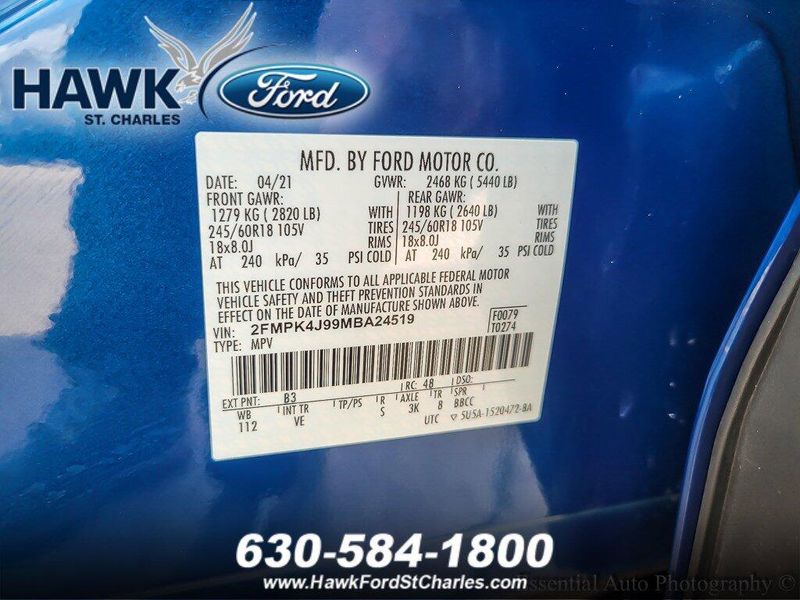 HAWK
ST. CHARLES
Ford
MFD. BY FORD MOTOR CO.
DATE: 04/21 GVWR: 2468 KG ( 5440 LB)
FRONT GAWR: REAR GAWR:
1279 KG ( 2820 LB) WITH 1198 KG ( 2640 LB) WITH
245/60R18 105V TIRES 245/60R18 105V TIRES
18x8.0J RIMS 18x8.0J RIMS
AT 240 kPa/ 35 PSI COLD AT 240 kPa/ 35 PSI COLD
THIS VEHICLE CONFORMS TO ALL APPLICABLE FEDERAL MOTOR
VEHICLE SAFETY AND THEFT PREVENTION STANDARDS IN
EFFECT ON THE DATE OF MANUFACTURE SHOWN ABOVE.
VIN: 2FMPK4J99MBA24519 F0079
TYPE: MPV T0274
EXT PNT: B3 RC: 48 DSO:
WB INT TR TP/PS R AXLE TR SPR
112 VE S 3K 8 BBCC
UTC ▽ 5U5A-1520472-BA
630-584-1800
www.HawkFordStCharles.com
Essential Auto Photography ©